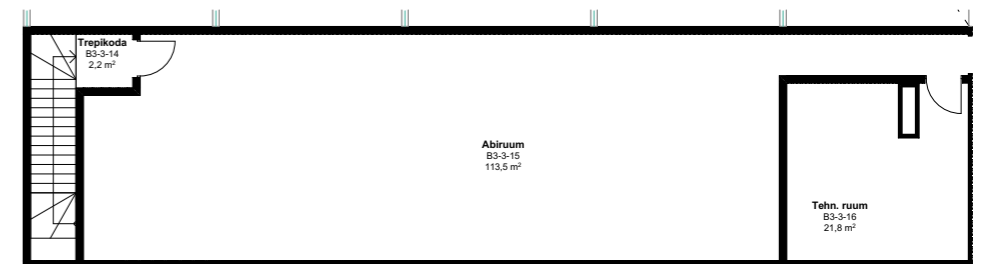 Trepikoda
B3-3-14
2,2 m²
Abiruum
B3-3-15
113,5 m²
Tehn. ruum
B3-3-16
21,8 m²